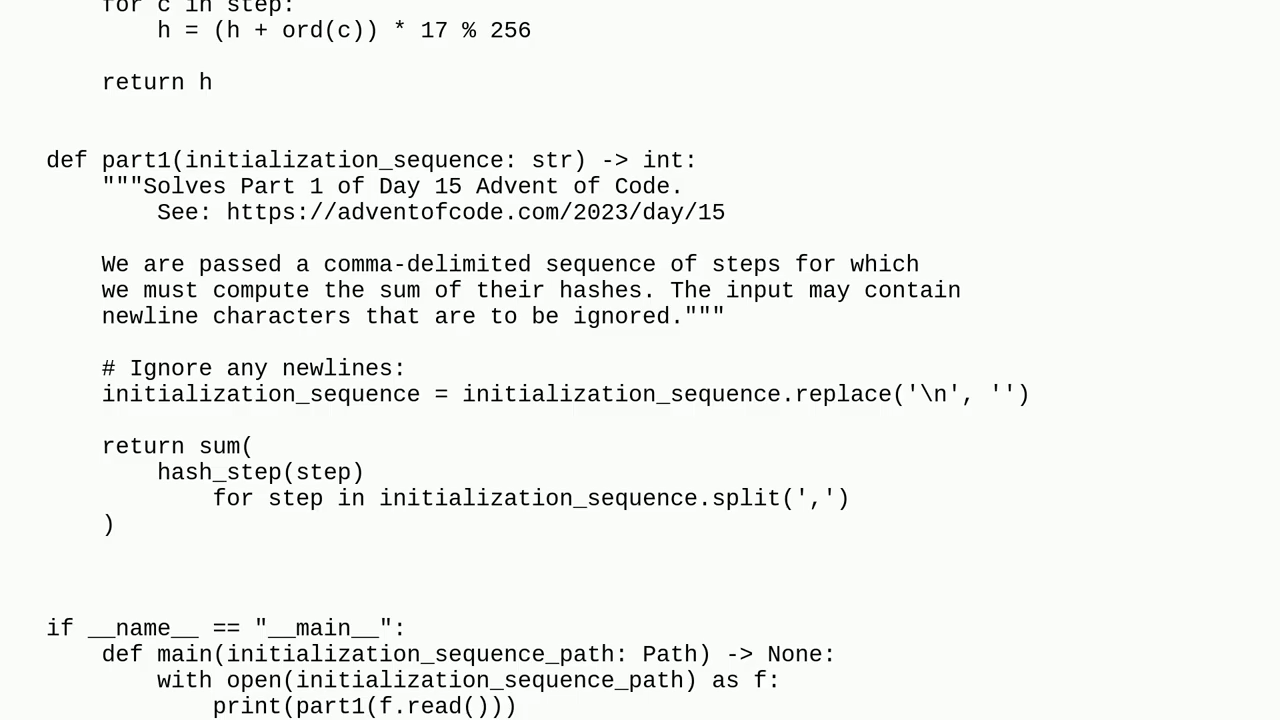 for c in step:
        h = (h + ord(c)) * 17 % 256

    return h


def part1(initialization_sequence: str) -> int:
    """Solves Part 1 of Day 15 Advent of Code.
        See: https://adventofcode.com/2023/day/15

    We are passed a comma-delimited sequence of steps for which
    we must compute the sum of their hashes. The input may contain
    newline characters that are to be ignored."""

    # Ignore any newlines:
    initialization_sequence = initialization_sequence.replace('\n', '')

    return sum(
        hash_step(step)
            for step in initialization_sequence.split(',')
    )



if __name__ == "__main__":
    def main(initialization_sequence_path: Path) -> None:
        with open(initialization_sequence_path) as f:
            print(part1(f.read()))